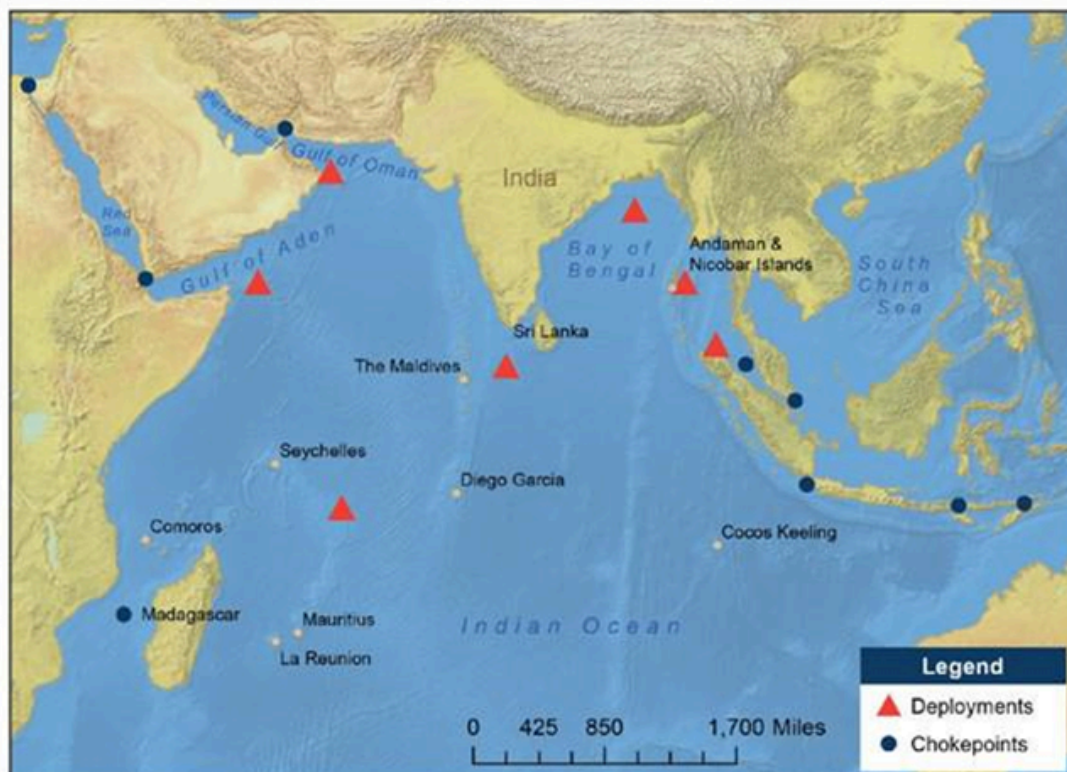 Persian Gulf
Gulf of Oman
India
Red
Sea
Gulf of Aden
Bay of
Bengal
Andaman &
Nicobar Islands
South
China
Sea
Sri Lanka
The Maldives
Seychelles
Diego Garcia
Comoros
Cocos Keeling
Madagascar
Mauritius
La Reunion
Indian Ocean
0 425 850 1,700 Miles
Legend
Deployments
Chokepoints